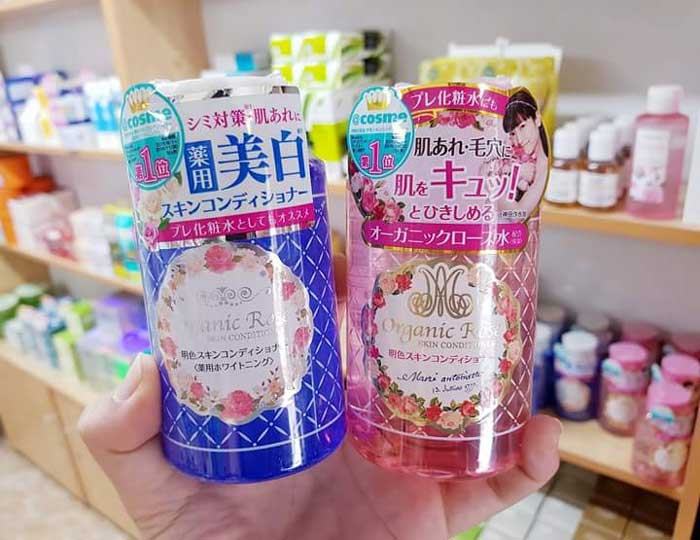 @cosme
第1位
シミ対策・肌あれに
薬用
美白
スキンコンディショナー
プレ化粧水としてもオススメ
Organic Rose
SKIN CONDITIONER
明色スキンコンディショナー
〈薬用ホワイトニング〉
@cosme
第1位
プレ化粧水にも
肌あれ・毛穴に
肌をキュッ!
とひきしめる
オーガニックローズ水
配合
Organic Rose
SKIN CONDITIONER
明色スキンコンディショナー